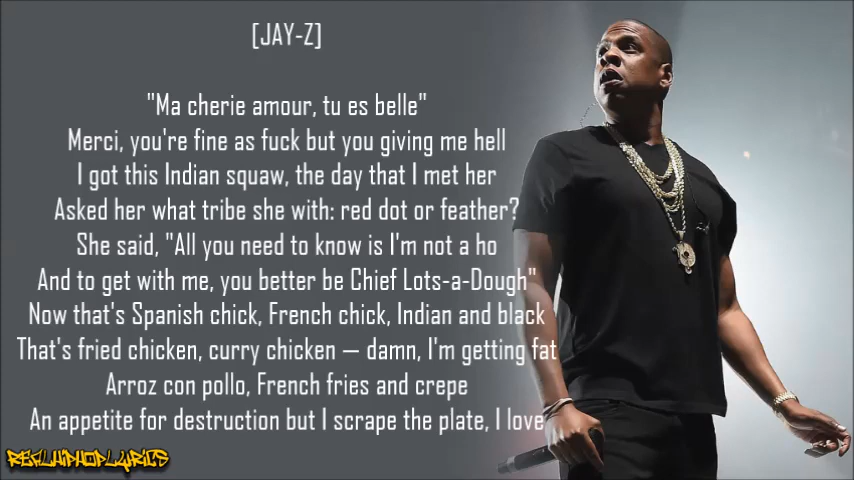 [JAY-Z]
"Ma cherie amour, tu es belle"
Merci, you're fine as fuck but you giving me hell
I got this Indian squaw, the day that I met her
Asked her what tribe she with: red dot or feather?
She said, "All you need to know is I'm not a ho
And to get with me, you better be Chief Lots-a-Dough"
Now that's Spanish chick, French chick, Indian and black
That's fried chicken, curry chicken — damn, I'm getting fat
Arroz con pollo, French fries and crepe
An appetite for destruction but I scrape the plate, I love
REALHIPHOPLYRICS